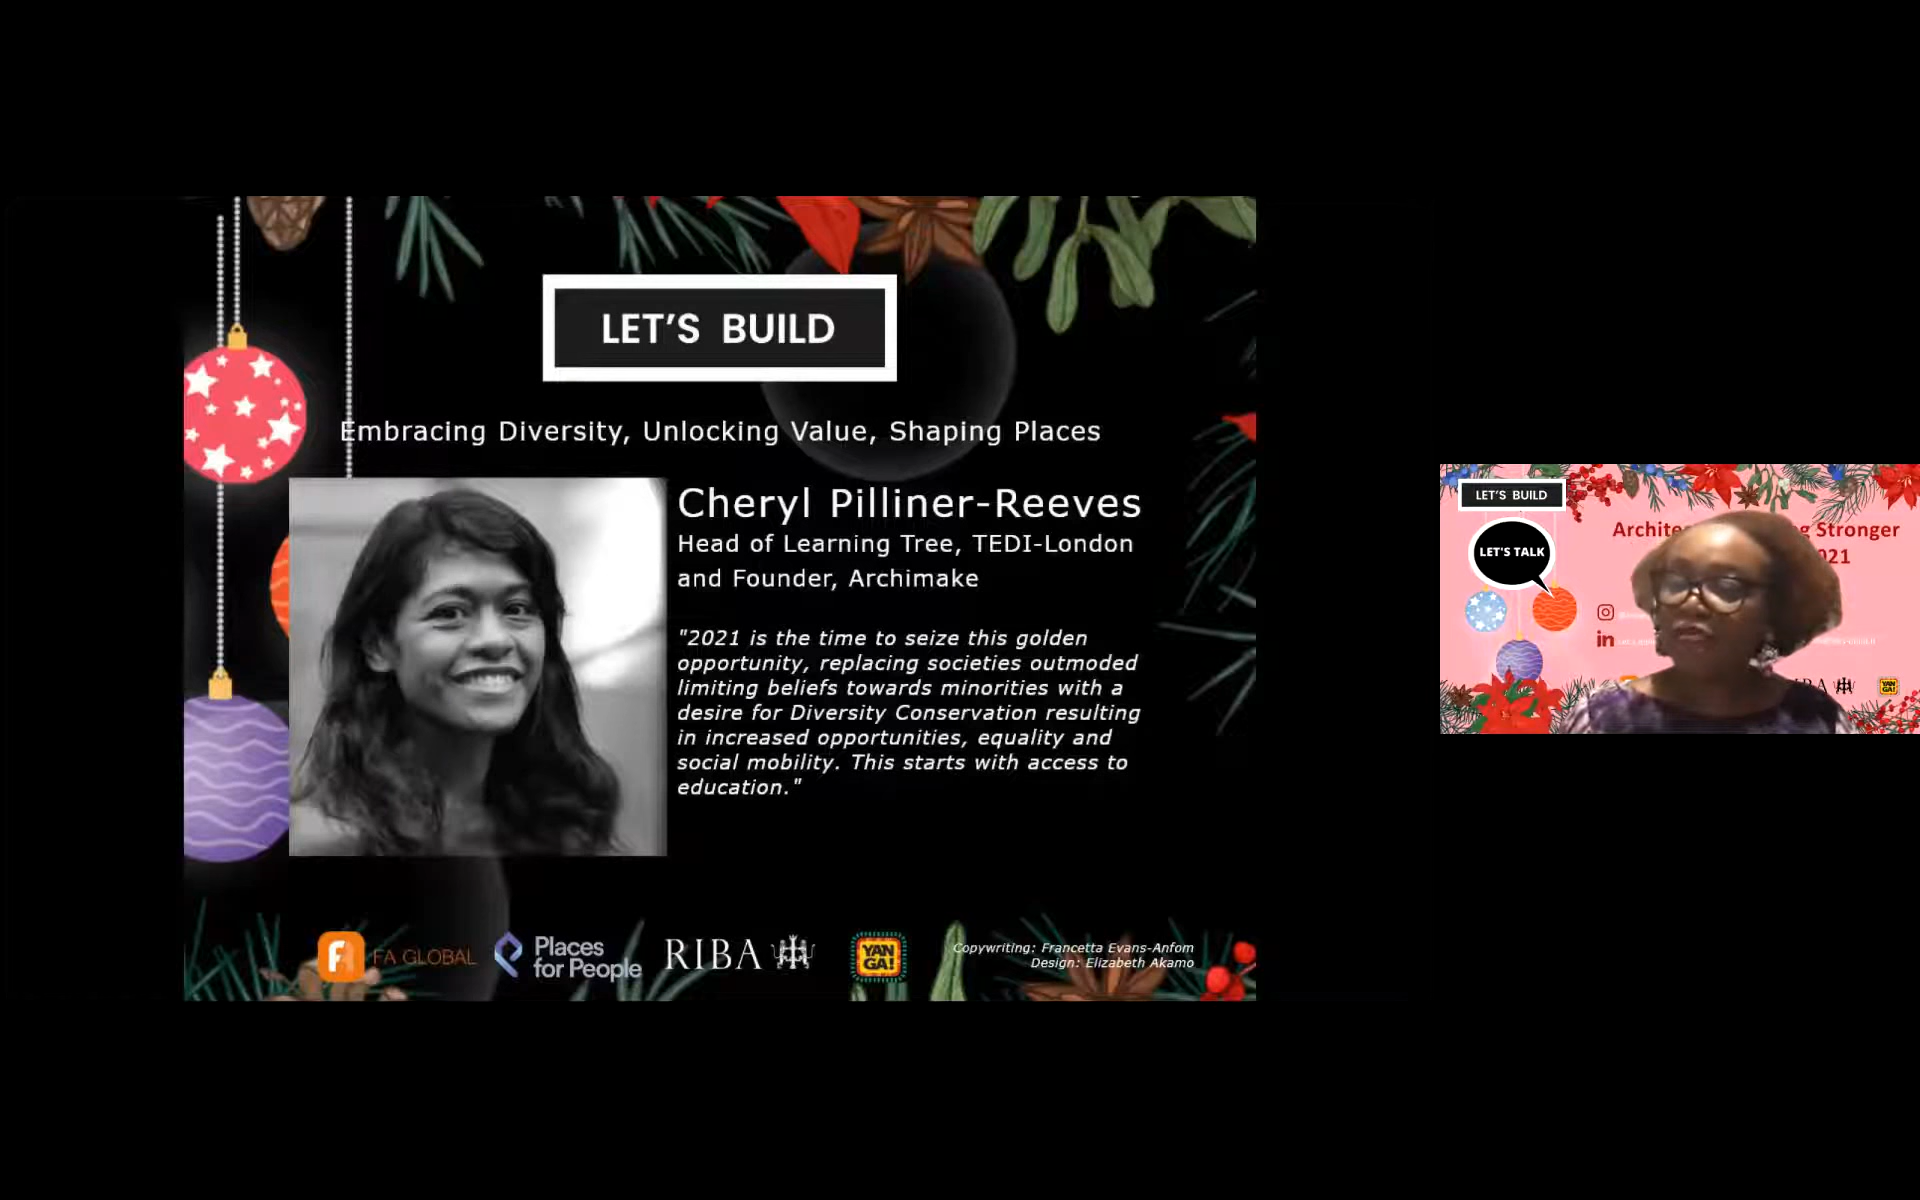 LET'S BUILD
Embracing Diversity, Unlocking Value, Shaping Places
Cheryl Pilliner-Reeves
Head of Learning Tree, TEDI-London
and Founder, Archimake
"2021 is the time to seize this golden
opportunity, replacing societies outmoded
limiting beliefs towards minorities with a
desire for Diversity Conservation resulting
in increased opportunities, equality and
social mobility. This starts with access to
education."
FA GLOBAL
Places
for People
RIBA
YAN
GA!
Copywriting: Francetta Evans-Anfom
Design: Elizabeth Akamo
LET'S BUILD
LET'S TALK
Stronger
in
YAN
GA!